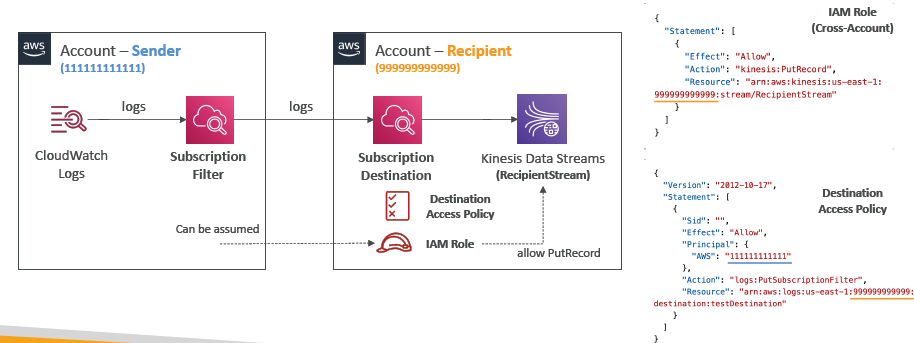 aws
Account – Sender
(111111111111)
logs
CloudWatch
Logs
Subscription
Filter
Can be assumed
logs
aws
Account – Recipient
(999999999999)
Subscription
Destination
Kinesis Data Streams
(RecipientStream)
Destination
Access Policy
IAM Role
allow PutRecord
IAM Role
(Cross-Account)
{
"Statement": [
{
"Effect": "Allow",
"Action": "kinesis:PutRecord",
"Resource": "arn:aws:kinesis:us-east-1:
999999999999:stream/RecipientStream"
}
]
}
Destination
Access Policy
{
"Version": "2012-10-17",
"Statement": [
{
"Sid": "",
"Effect": "Allow",
"Principal": {
"AWS": "111111111111"
},
"Action": "logs:PutSubscriptionFilter",
"Resource": "arn:aws:logs:us-east-1:999999999999:
destination:testDestination"
}
]
}